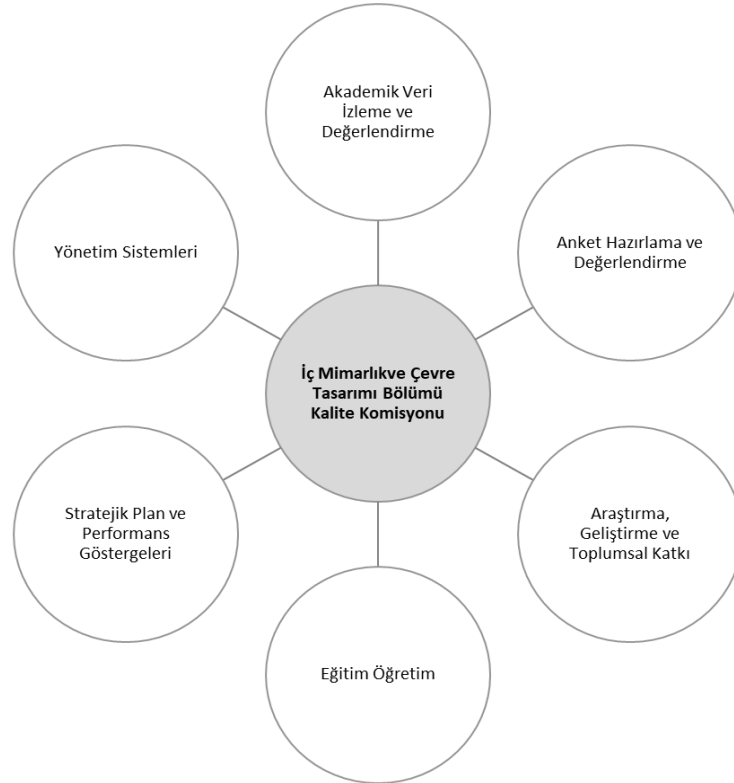 Akademik Veri
İzleme ve
Değerlendirme
Yönetim Sistemleri
Anket Hazırlama ve
Değerlendirme
İç Mimarlıkve Çevre
Tasarımı Bölümü
Kalite Komisyonu
Stratejik Plan ve
Performans
Göstergeleri
Araştırma,
Geliştirme ve
Toplumsal Katkı
Eğitim Öğretim